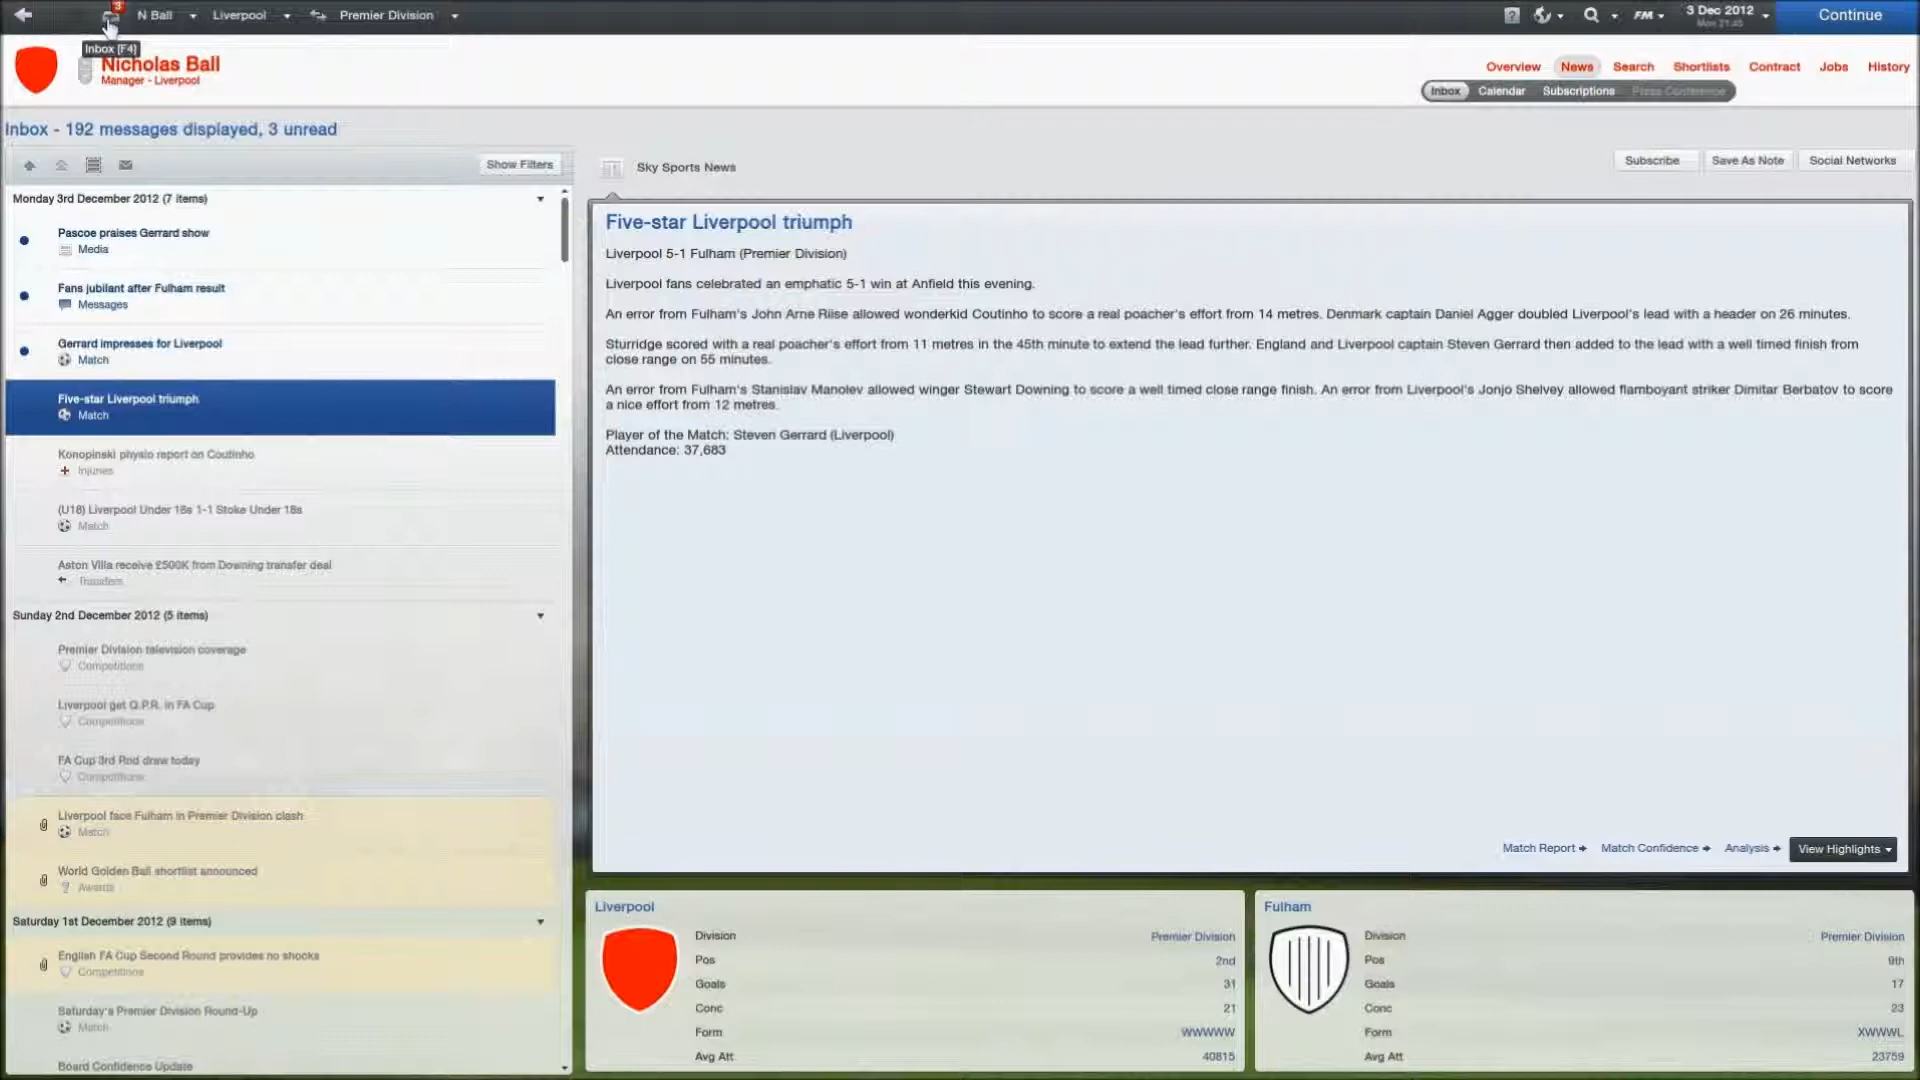 3
N Ball
Liverpool
Premier Division
FM
3 Dec 2012
Mon 21:45
Continue
Inbox [F4]
Nicholas Ball
Manager - Liverpool
Overview
News
Search
Shortlists
Contract
Jobs
History
Inbox
Calendar
Subscriptions
Press Conference
Inbox - 192 messages displayed, 3 unread
Show Filters
Sky Sports News
Subscribe
Save As Note
Social Networks
Monday 3rd December 2012 (7 items)
Pascoe praises Gerrard show
Media
Fans jubilant after Fulham result
Messages
Gerrard impresses for Liverpool
Match
Five-star Liverpool triumph
Match
Konopinski physio report on Coutinho
Injuries
(U18) Liverpool Under 18s 1-1 Stoke Under 18s
Match
Aston Villa receive £500K from Downing transfer deal
Transfers
Sunday 2nd December 2012 (5 items)
Premier Division television coverage
Competitions
Liverpool get Q.P.R. in FA Cup
Competitions
FA Cup 3rd Rnd draw today
Competitions
Liverpool face Fulham in Premier Division clash
Match
World Golden Ball shortlist announced
Awards
Saturday 1st December 2012 (9 items)
English FA Cup Second Round provides no shocks
Competitions
Saturday's Premier Division Round-Up
Match
Board Confidence Update
Five-star Liverpool triumph
Liverpool 5-1 Fulham (Premier Division)
Liverpool fans celebrated an emphatic 5-1 win at Anfield this evening.
An error from Fulham's John Arne Riise allowed wonderkid Coutinho to score a real poacher's effort from 14 metres. Denmark captain Daniel Agger doubled Liverpool's lead with a header on 26 minutes.
Sturridge scored with a real poacher's effort from 11 metres in the 45th minute to extend the lead further. England and Liverpool captain Steven Gerrard then added to the lead with a well timed finish from
close range on 55 minutes.
An error from Fulham's Stanislav Manolev allowed winger Stewart Downing to score a well timed close range finish. An error from Liverpool's Jonjo Shelvey allowed flamboyant striker Dimitar Berbatov to score
a nice effort from 12 metres.
Player of the Match: Steven Gerrard (Liverpool)
Attendance: 37,683
Match Report
Match Confidence
Analysis
View Highlights
Liverpool
Division Premier Division
Pos 2nd
Goals 31
Conc 21
Form WWWWW
Avg Att 40815
Fulham
Division Premier Division
Pos 9th
Goals 17
Conc 23
Form XWWWL
Avg Att 23759